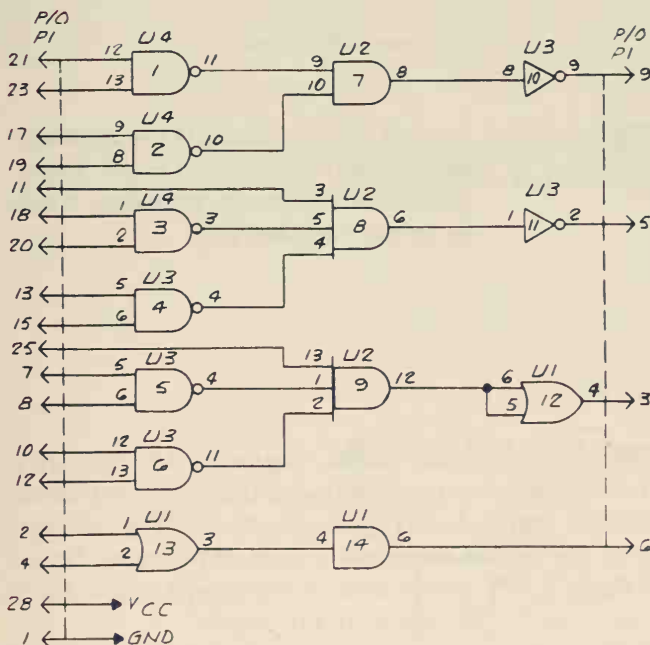 P/O P/O
P1 U4 U2 U3 P1
21 12 1 11 9 7 8 8 10 9 9
23 13 10
U4
17 9 2 10
19 8
11 U4 3 U2 U3
18 1 3 3 5 8 6 1 11 2 5
20 2 4
U3
13 5 4 4
15 6
25 U3 13 U2 U1
7 5 5 4 1 9 12 6 12 4 3
8 6 2 5
U3
10 12 6 11
12 13
U1 U1
2 1 13 3 4 14 6 6
4 2
28 VCC
1 GND